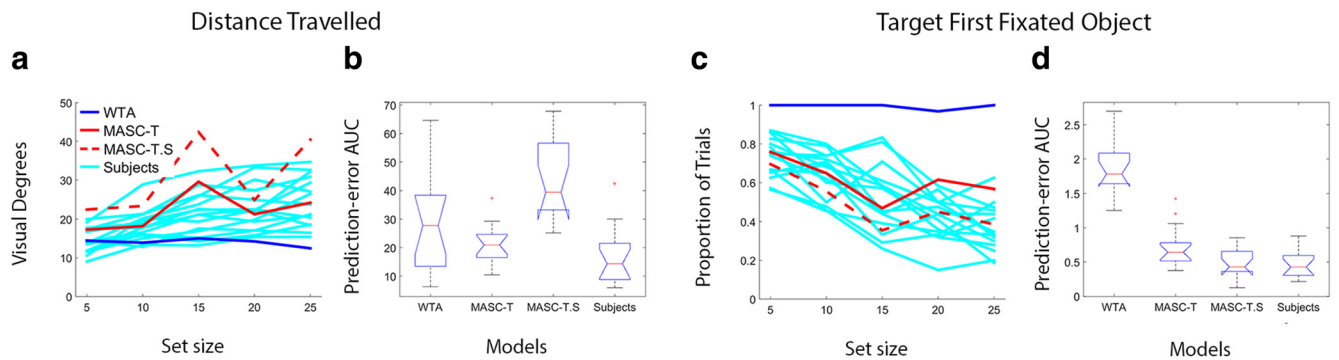 Distance Travelled
Target First Fixated Object
a
b
c
d
Visual Degrees
50
40
30
20
10
0
WTA
MASC-T
MASC-T.S
Subjects
5 10 15 20 25
Set size
Prediction-error AUC
70
60
50
40
30
20
10
WTA MASC-T MASC-T.S Subjects
Models
Proportion of Trials
1
0.8
0.6
0.4
0.2
0
5 10 15 20 25
Set size
Prediction-error AUC
2.5
2
1.5
1
0.5
0
WTA MASC-T MASC-T.S Subjects
Models